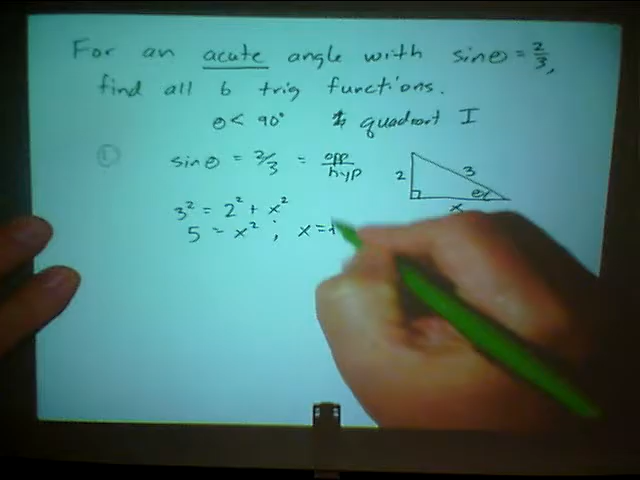 For an acute angle with sinθ = 2/3,
find all 6 trig functions.
θ < 90° quadrant I
① sinθ = 2/3 = opp/hyp
2 3 θ x
3² = 2² + x²
5 = x² ; x =